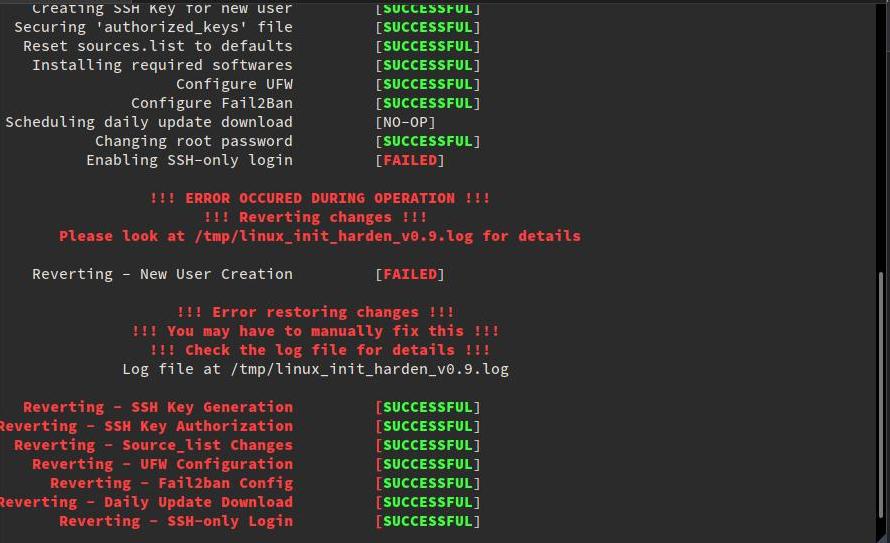 Creating SSH Key for new user [SUCCESSFUL]
Securing 'authorized_keys' file [SUCCESSFUL]
Reset sources.list to defaults [SUCCESSFUL]
Installing required softwares [SUCCESSFUL]
Configure UFW [SUCCESSFUL]
Configure Fail2Ban [SUCCESSFUL]
Scheduling daily update download [NO-OP]
Changing root password [SUCCESSFUL]
Enabling SSH-only login [FAILED]
!!! ERROR OCCURED DURING OPERATION !!!
!!! Reverting changes !!!
Please look at /tmp/linux_init_harden_v0.9.log for details
Reverting - New User Creation [FAILED]
!!! Error restoring changes !!!
!!! You may have to manually fix this !!!
!!! Check the log file for details !!!
Log file at /tmp/linux_init_harden_v0.9.log
Reverting - SSH Key Generation [SUCCESSFUL]
Reverting - SSH Key Authorization [SUCCESSFUL]
Reverting - Source_list Changes [SUCCESSFUL]
Reverting - UFW Configuration [SUCCESSFUL]
Reverting - Fail2ban Config [SUCCESSFUL]
Reverting - Daily Update Download [SUCCESSFUL]
Reverting - SSH-only Login [SUCCESSFUL]